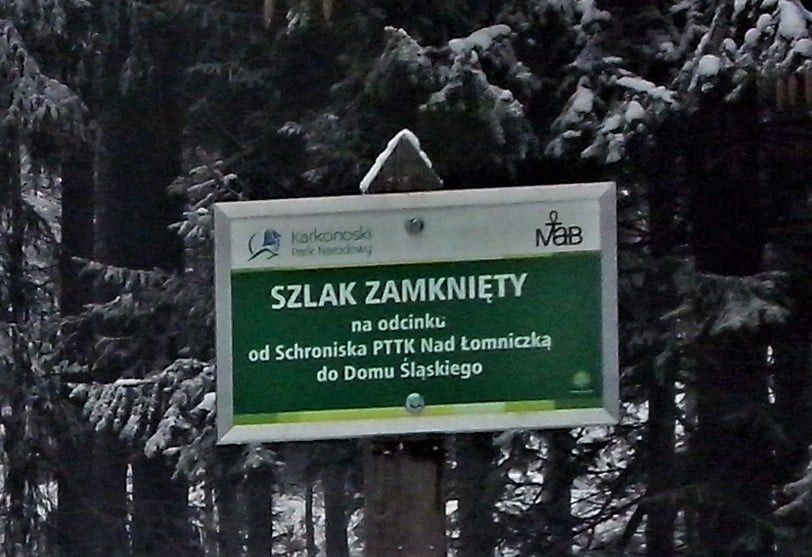 Karkonoski
Park Narodowy
MaB
SZLAK ZAMKNIĘTY
na odcinku
od Schroniska PTTK Nad Łomniczką
do Domu Śląskiego